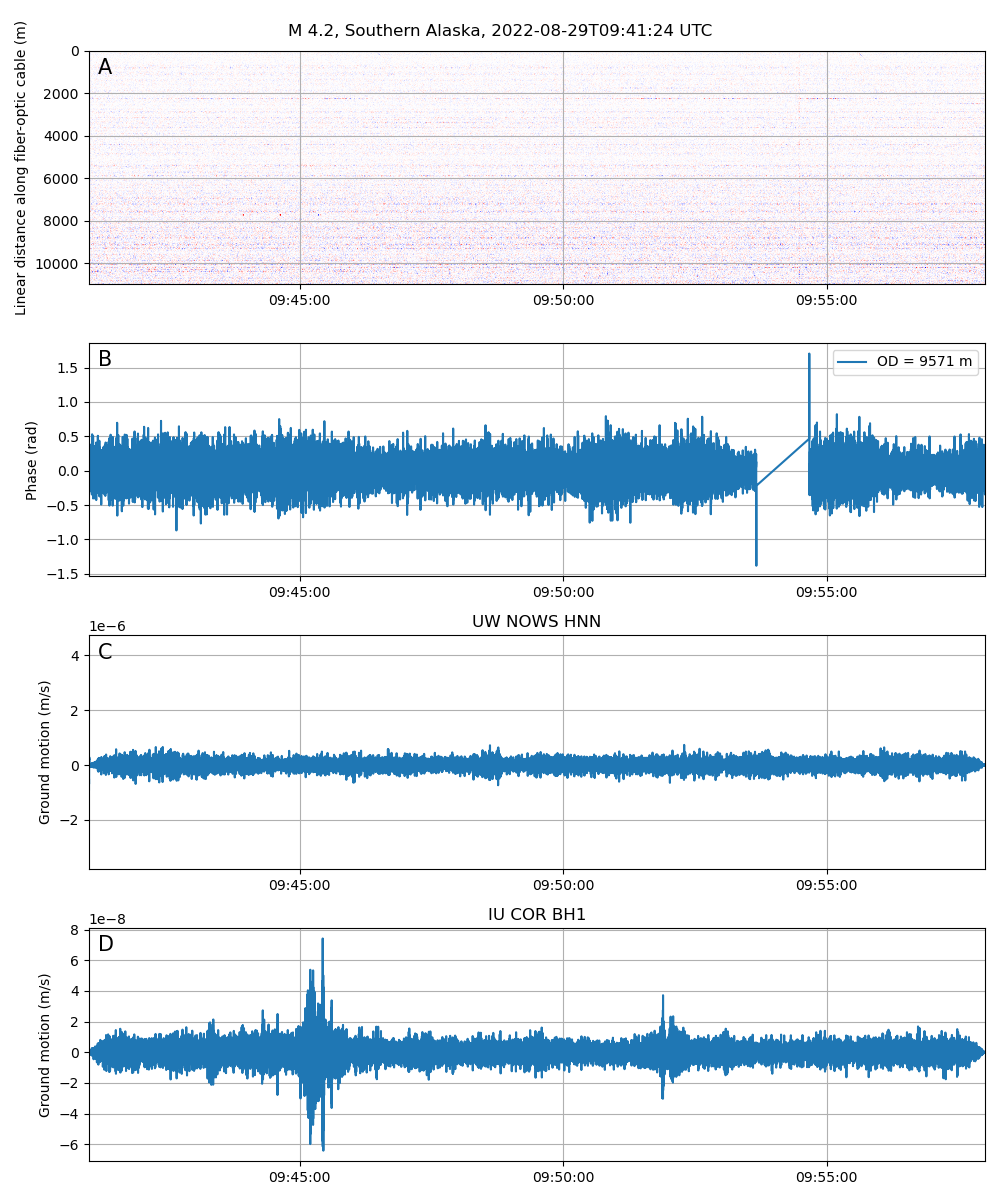 M 4.2, Southern Alaska, 2022-08-29T09:41:24 UTC
A
Linear distance along fiber-optic cable (m)
0
2000
4000
6000
8000
10000
09:45:00 09:50:00 09:55:00
B
OD = 9571 m
Phase (rad)
1.5
1.0
0.5
0.0
−0.5
−1.0
−1.5
09:45:00 09:50:00 09:55:00
UW NOWS HNN
1e−6
C
Ground motion (m/s)
4
2
0
−2
09:45:00 09:50:00 09:55:00
IU COR BH1
1e−8
D
Ground motion (m/s)
8
6
4
2
0
−2
−4
−6
09:45:00 09:50:00 09:55:00